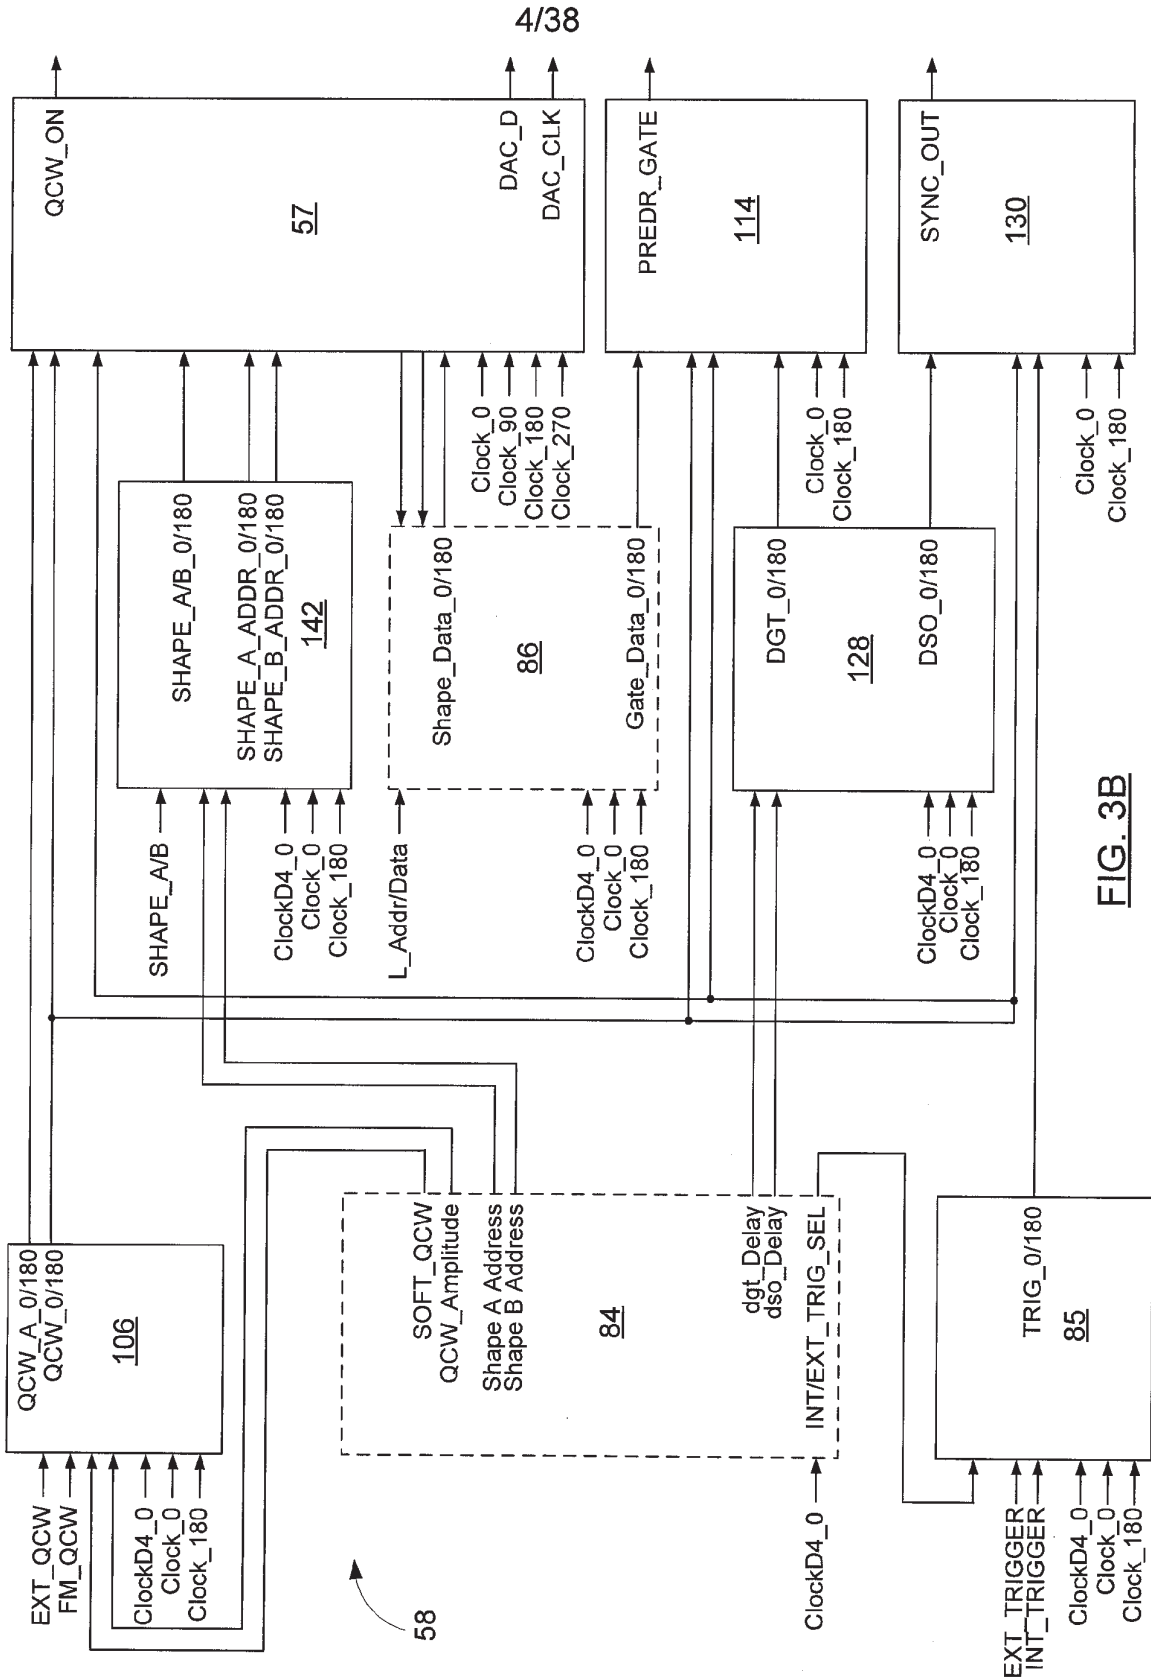 4/38
EXT_QCW
FM_QCW
ClockD4_0
Clock_0
Clock_180
QCW_A_0/180
QCW_0/180
106
58
SOFT_QCW
QCW_Amplitude
Shape A Address
Shape B Address
84
dgt_Delay
dso_Delay
INT/EXT_TRIG_SEL
ClockD4_0
EXT_TRIGGER
INT_TRIGGER
ClockD4_0
Clock_0
Clock_180
TRIG_0/180
85
SHAPE_A/B
ClockD4_0
Clock_0
Clock_180
SHAPE_A/B_0/180
SHAPE_A_ADDR_0/180
SHAPE_B_ADDR_0/180
142
L_Addr/Data
ClockD4_0
Clock_0
Clock_180
Shape_Data_0/180
86
Gate_Data_0/180
ClockD4_0
Clock_0
Clock_180
DGT_0/180
128
DSO_0/180
Clock_0
Clock_90
Clock_180
Clock_270
QCW_ON
57
DAC_D
DAC_CLK
Clock_0
Clock_180
PREDR_GATE
114
Clock_0
Clock_180
SYNC_OUT
130
FIG. 3B